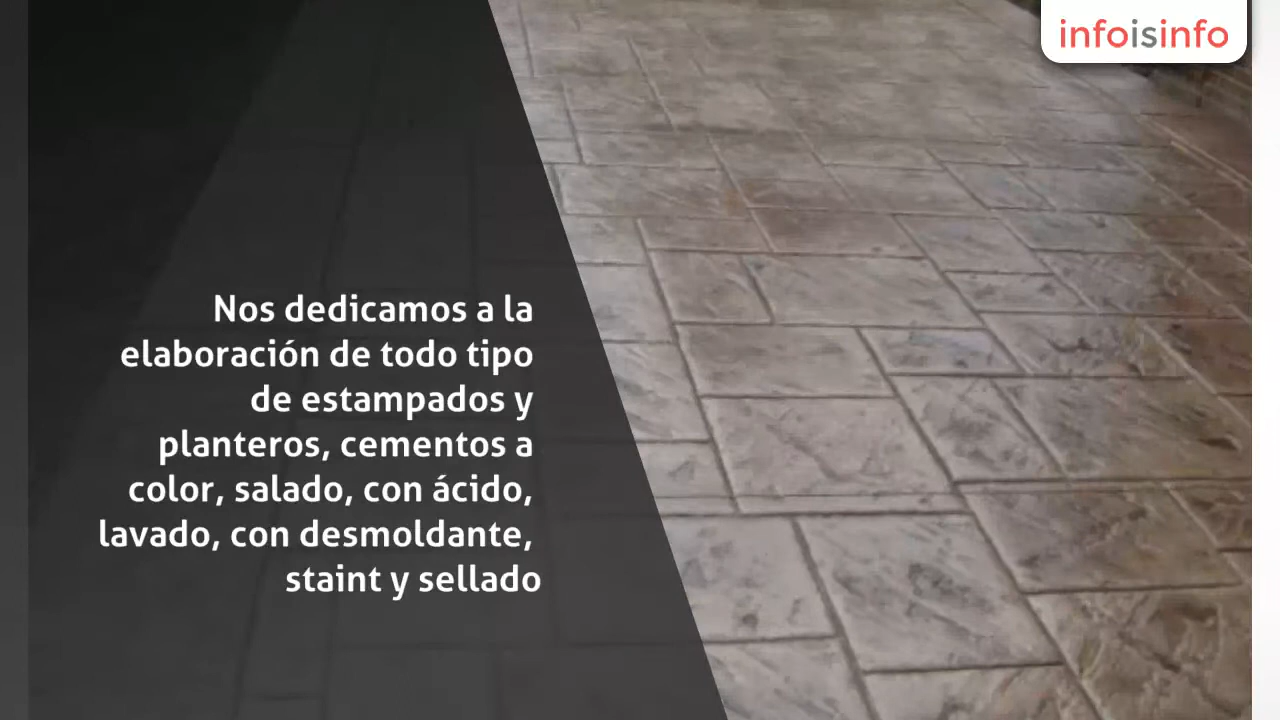 infoisinfo
Nos dedicamos a la
elaboración de todo tipo
de estampados y
planteros, cementos a
color, salado, con ácido,
lavado, con desmoldante,
staint y sellado